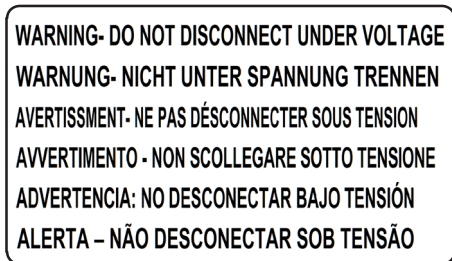 WARNING- DO NOT DISCONNECT UNDER VOLTAGE
WARNUNG- NICHT UNTER SPANNUNG TRENNEN
AVERTISSMENT- NE PAS DÉSCONNECTER SOUS TENSION
AVVERTIMENTO - NON SCOLLEGARE SOTTO TENSIONE
ADVERTENCIA: NO DESCONECTAR BAJO TENSIÓN
ALERTA – NÃO DESCONECTAR SOB TENSÃO